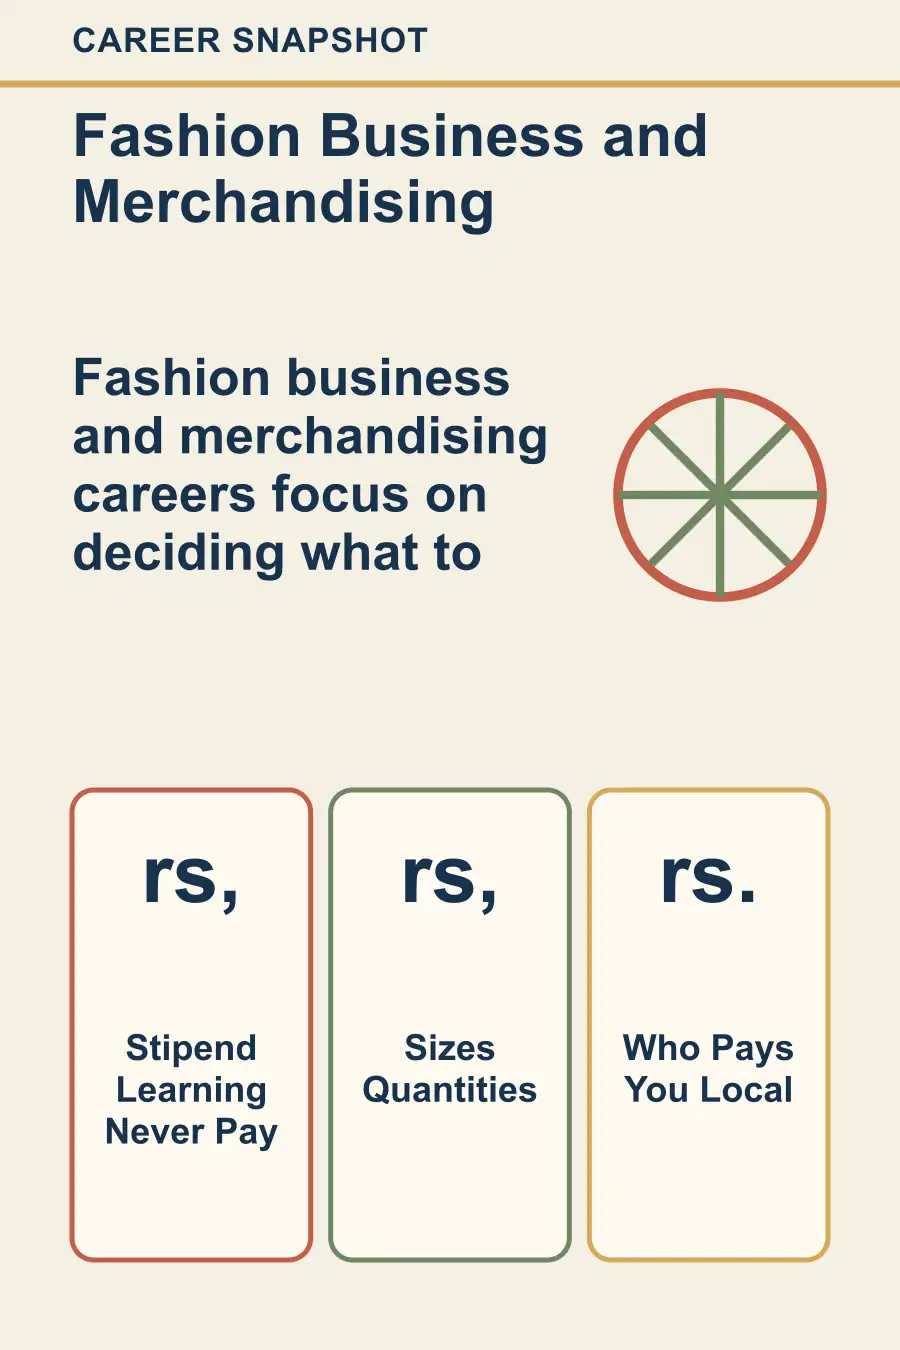 CAREER SNAPSHOT
Fashion Business and
Merchandising
Fashion business
and merchandising
careers focus on
deciding what to
rs,
Stipend
Learning
Never Pay
rs,
Sizes
Quantities
rs.
Who Pays
You Local